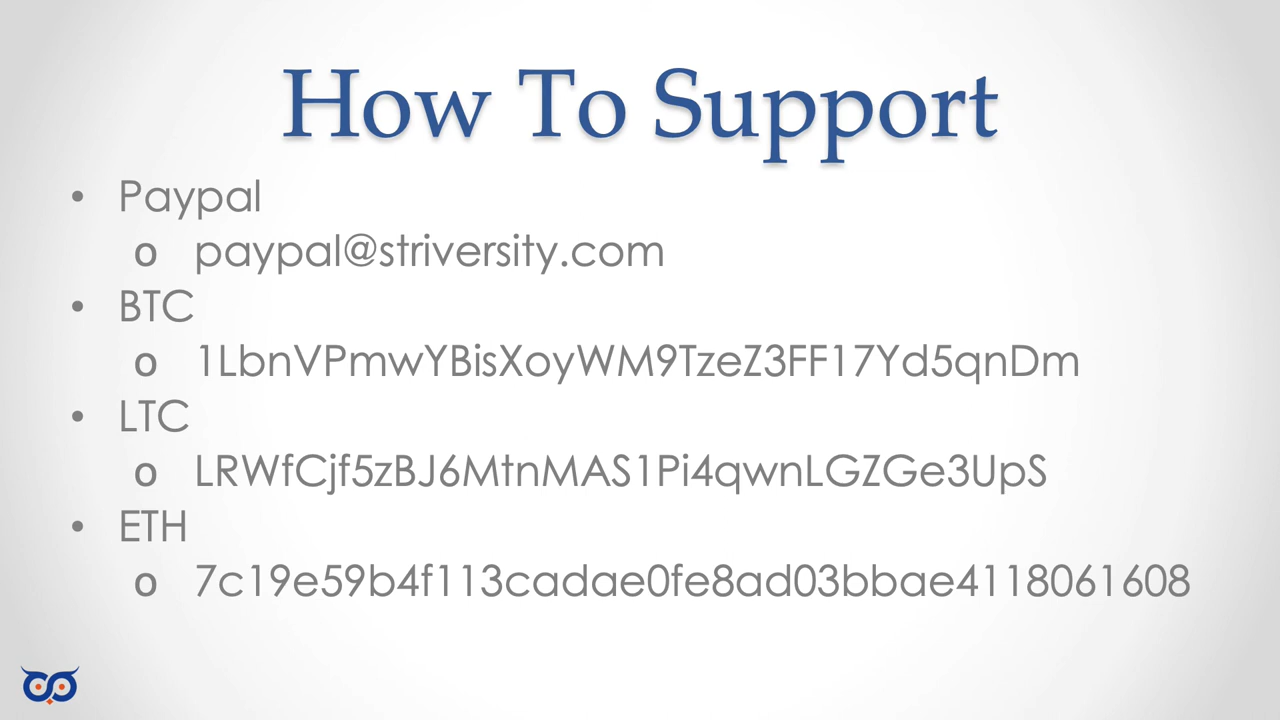 How To Support
• Paypal
o paypal@striversity.com
• BTC
o 1LbnVPmwYBisXoyWM9TzeZ3FF17Yd5qnDm
• LTC
o LRWfCjf5zBJ6MtnMAS1Pi4qwnLGZGe3UpS
• ETH
o 7c19e59b4f113cadae0fe8ad03bbae4118061608